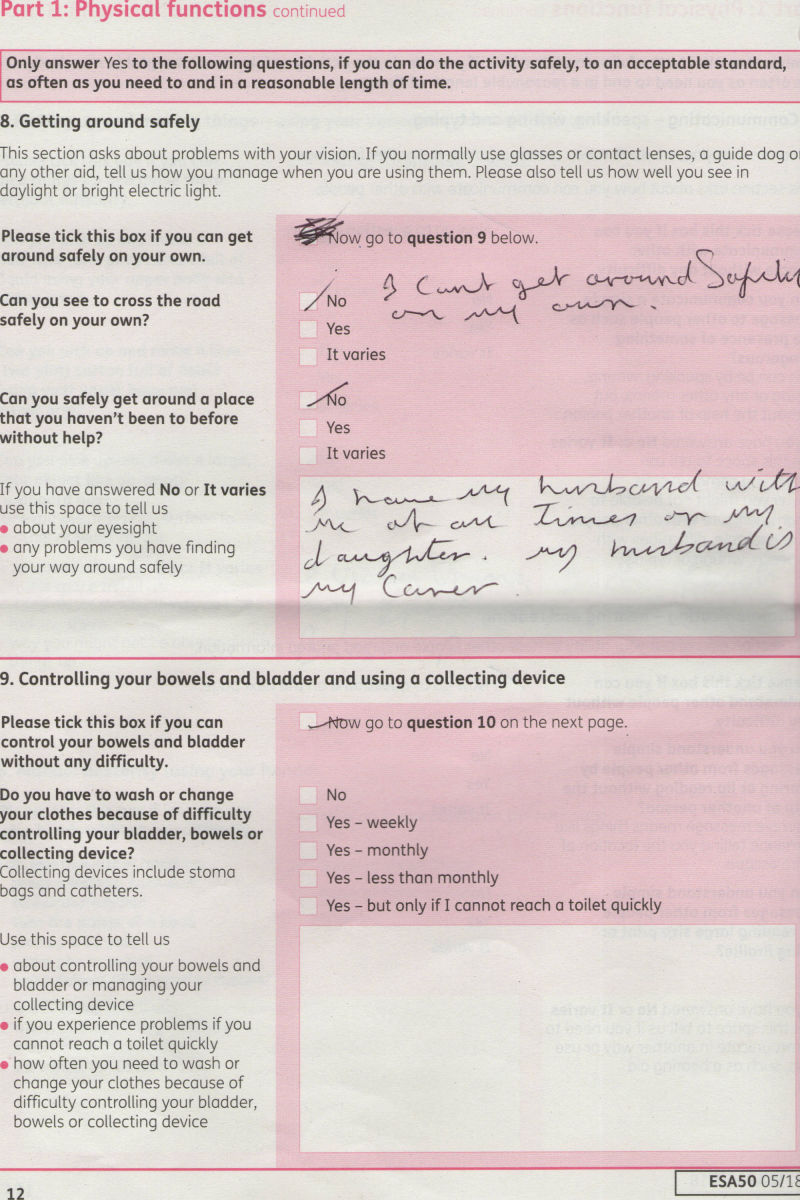 Part 1: Physical functions continued
Only answer Yes to the following questions, if you can do the activity safely, to an acceptable standard,
as often as you need to and in a reasonable length of time.
8. Getting around safely
This section asks about problems with your vision. If you normally use glasses or contact lenses, a guide dog or
any other aid, tell us how you manage when you are using them. Please also tell us how well you see in
daylight or bright electric light.
Please tick this box if you can get
around safely on your own.
Now go to question 9 below.
I Cant get around Safely
on my own.
Can you see to cross the road
safely on your own?
No
Yes
It varies
Can you safely get around a place
that you haven't been to before
without help?
No
Yes
It varies
If you have answered No or It varies
use this space to tell us
• about your eyesight
• any problems you have finding
your way around safely
I have my husband with
me at all Times or my
daughter. my husband is
my Carer.
9. Controlling your bowels and bladder and using a collecting device
Please tick this box if you can
control your bowels and bladder
without any difficulty.
Now go to question 10 on the next page.
Do you have to wash or change
your clothes because of difficulty
controlling your bladder, bowels or
collecting device?
Collecting devices include stoma
bags and catheters.
No
Yes – weekly
Yes – monthly
Yes – less than monthly
Yes – but only if I cannot reach a toilet quickly
Use this space to tell us
• about controlling your bowels and
bladder or managing your
collecting device
• if you experience problems if you
cannot reach a toilet quickly
• how often you need to wash or
change your clothes because of
difficulty controlling your bladder,
bowels or collecting device
12
ESA50 05/18